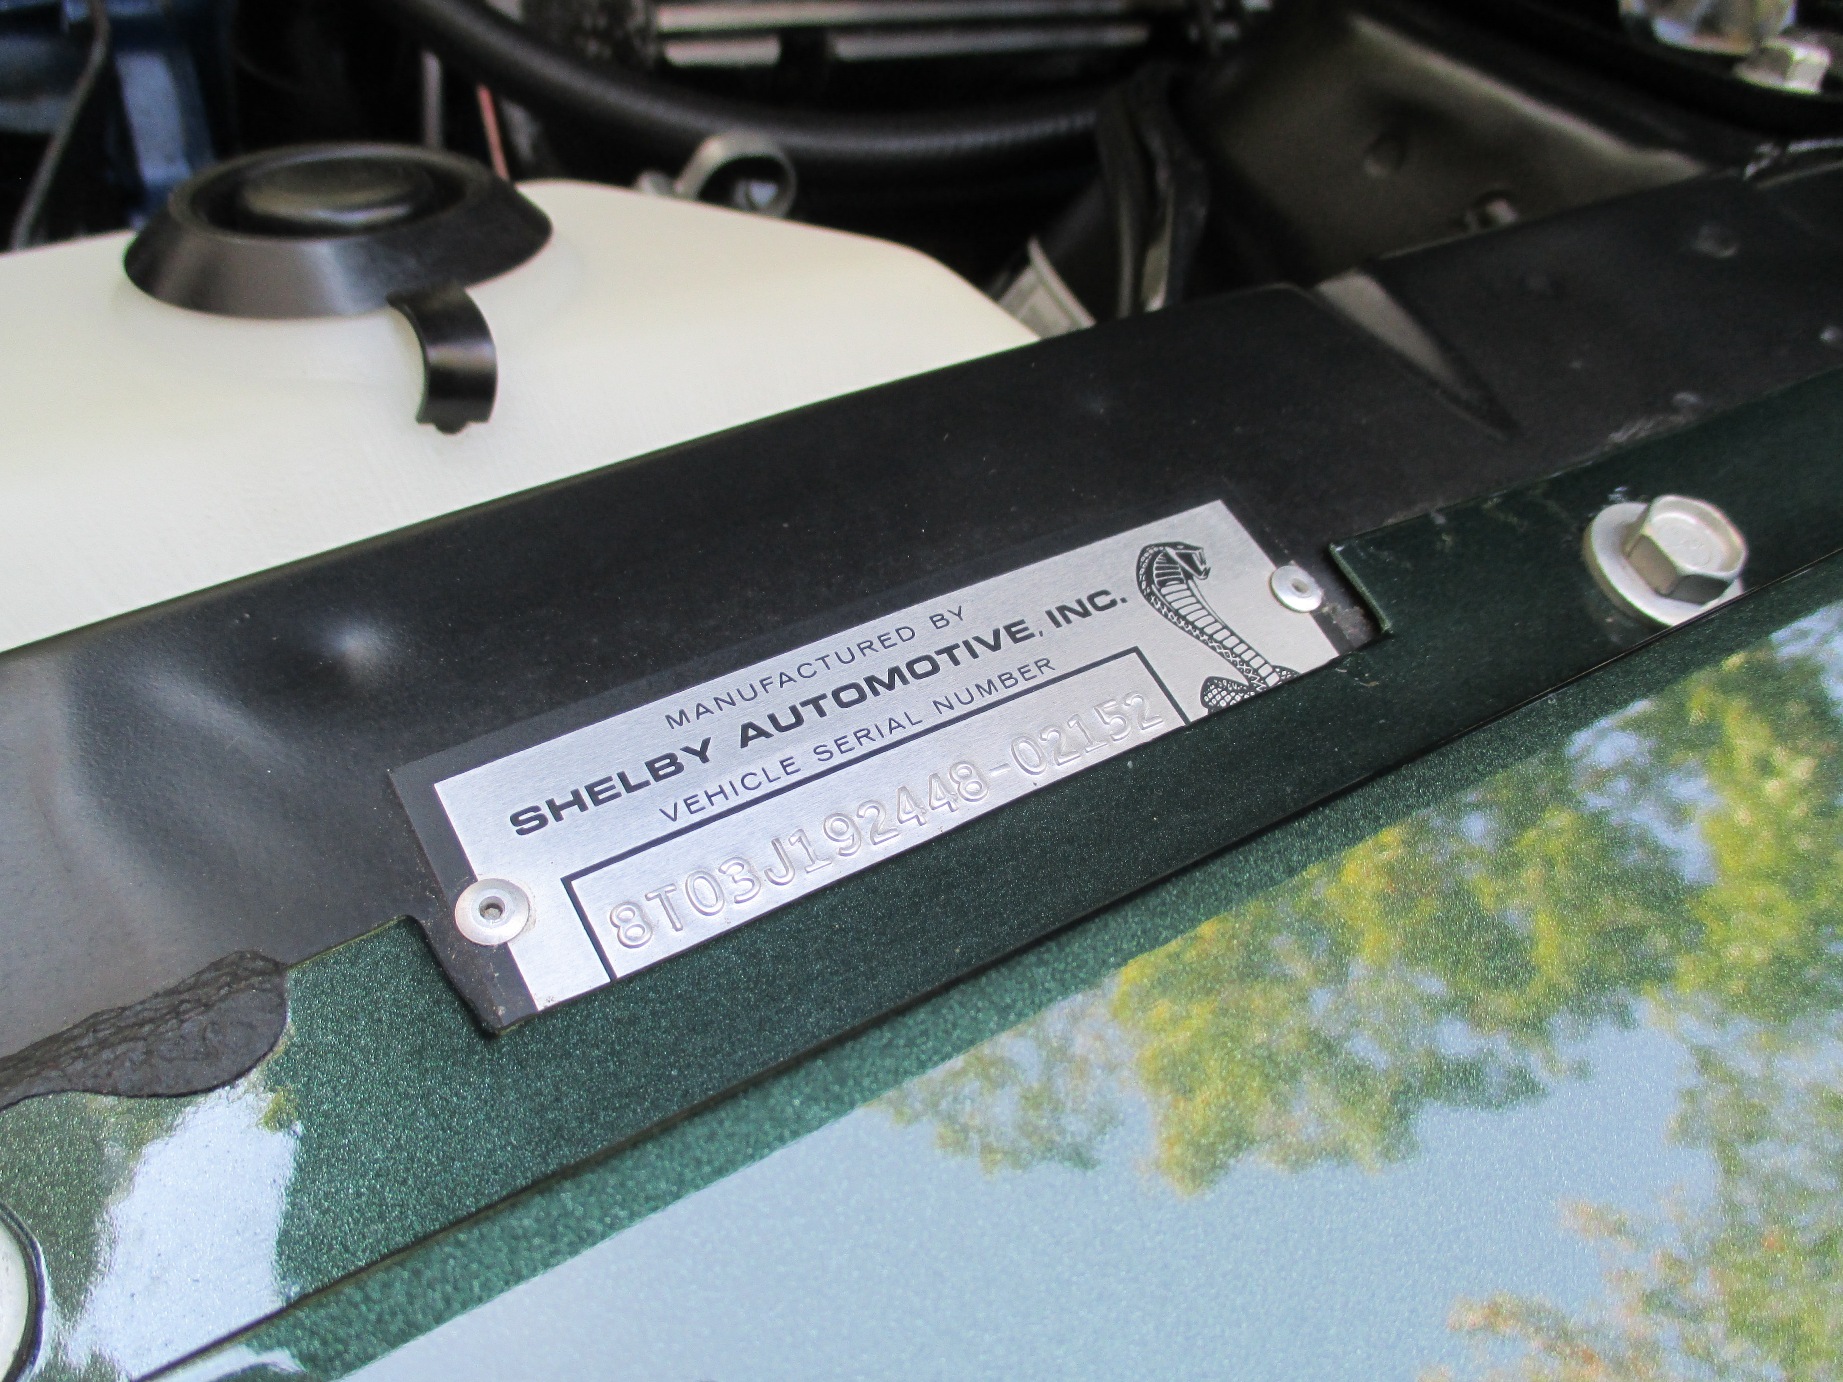 MANUFACTURED BY
SHELBY AUTOMOTIVE, INC.
VEHICLE SERIAL NUMBER
8T03J192448-02152